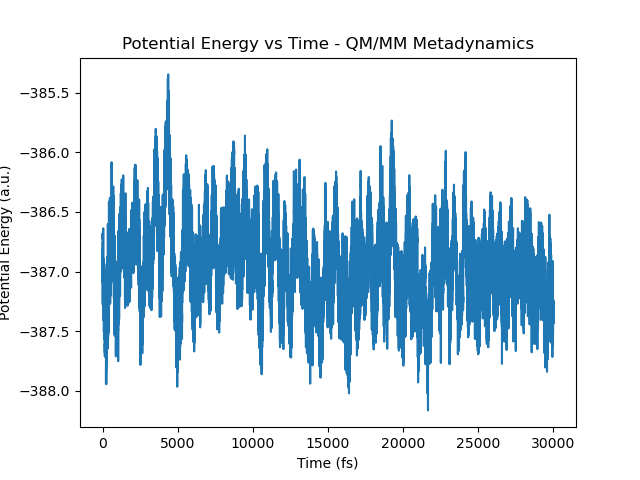 Potential Energy vs Time - QM/MM Metadynamics
Potential Energy (a.u.)
−385.5
−386.0
−386.5
−387.0
−387.5
−388.0
0 5000 10000 15000 20000 25000 30000
Time (fs)